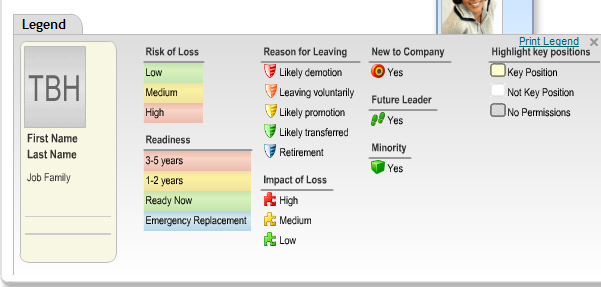 Legend
Print Legend
TBH
First Name
Last Name
Job Family
Risk of Loss
Low
Medium
High
Readiness
3-5 years
1-2 years
Ready Now
Emergency Replacement
Reason for Leaving
Likely demotion
Leaving voluntarily
Likely promotion
Likely transferred
Retirement
Impact of Loss
High
Medium
Low
New to Company
Yes
Future Leader
Yes
Minority
Yes
Highlight key positions
Key Position
Not Key Position
No Permissions